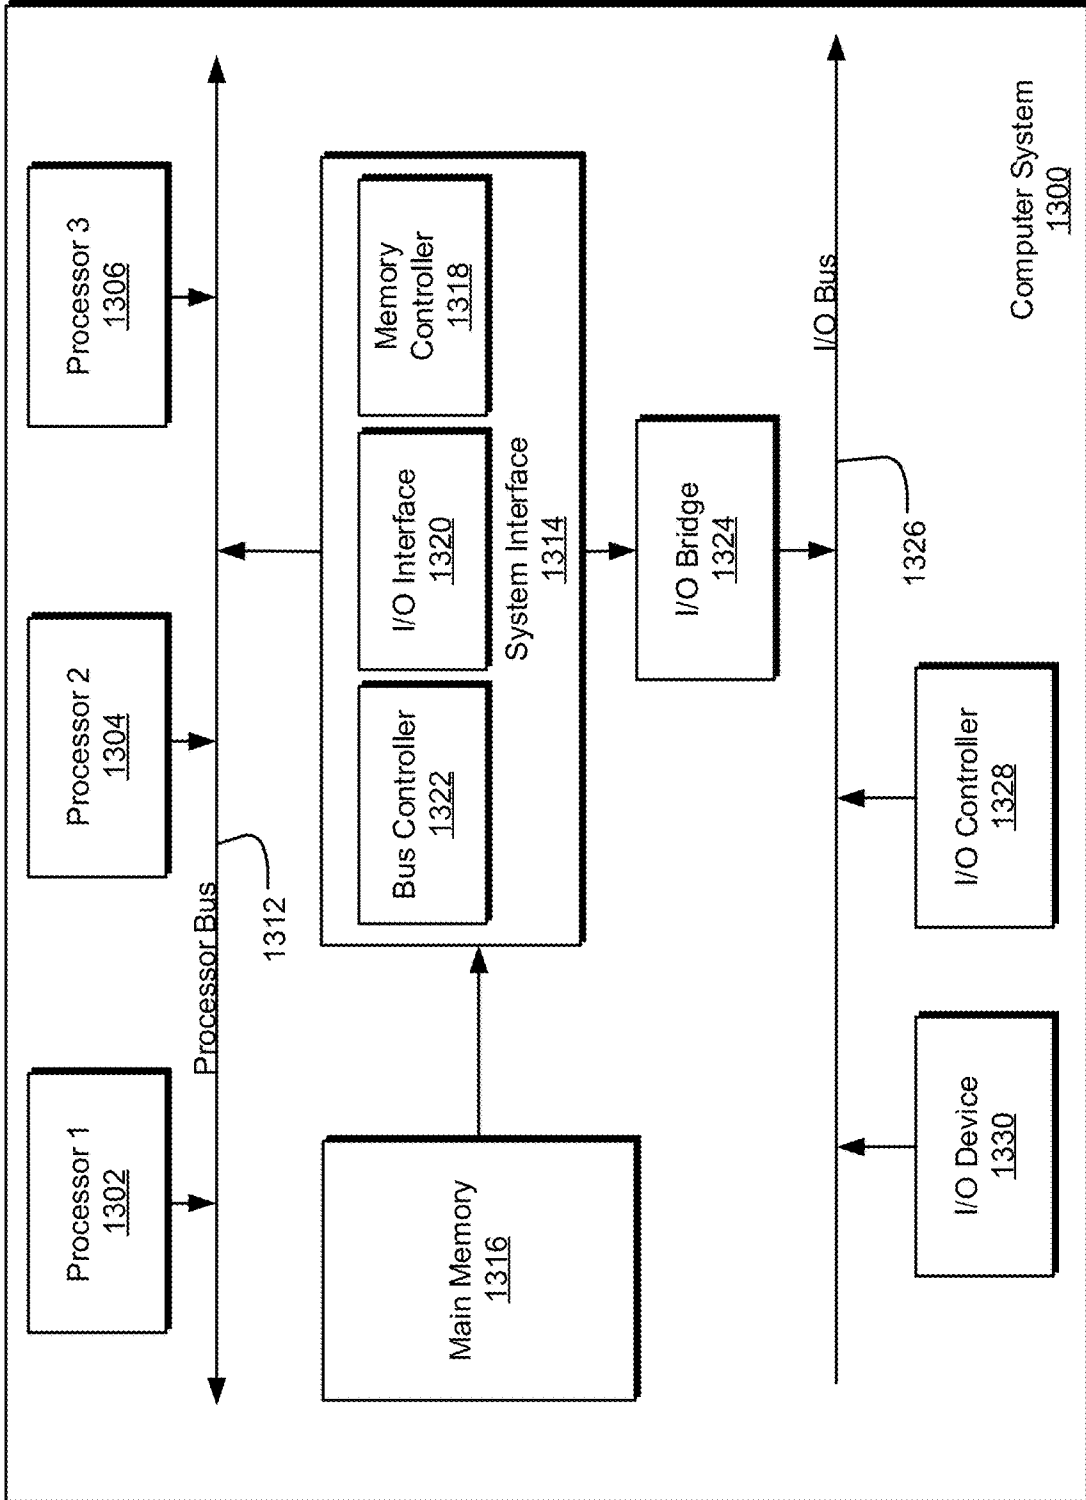 Processor 1
1302
Processor 2
1304
Processor 3
1306
Processor Bus
1312
Main Memory
1316
Bus Controller
1322
I/O Interface
1320
Memory
Controller
1318
System Interface
1314
I/O Bridge
1324
I/O Bus
1326
I/O Device
1330
I/O Controller
1328
Computer System
1300